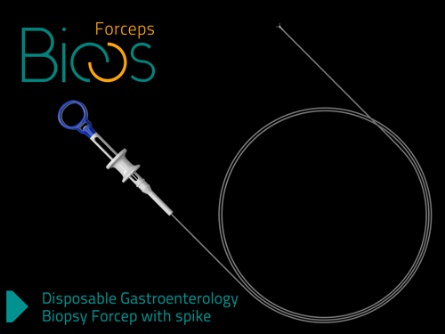 Forceps
Bioos
Disposable Gastroenterology
Biopsy Forcep with spike